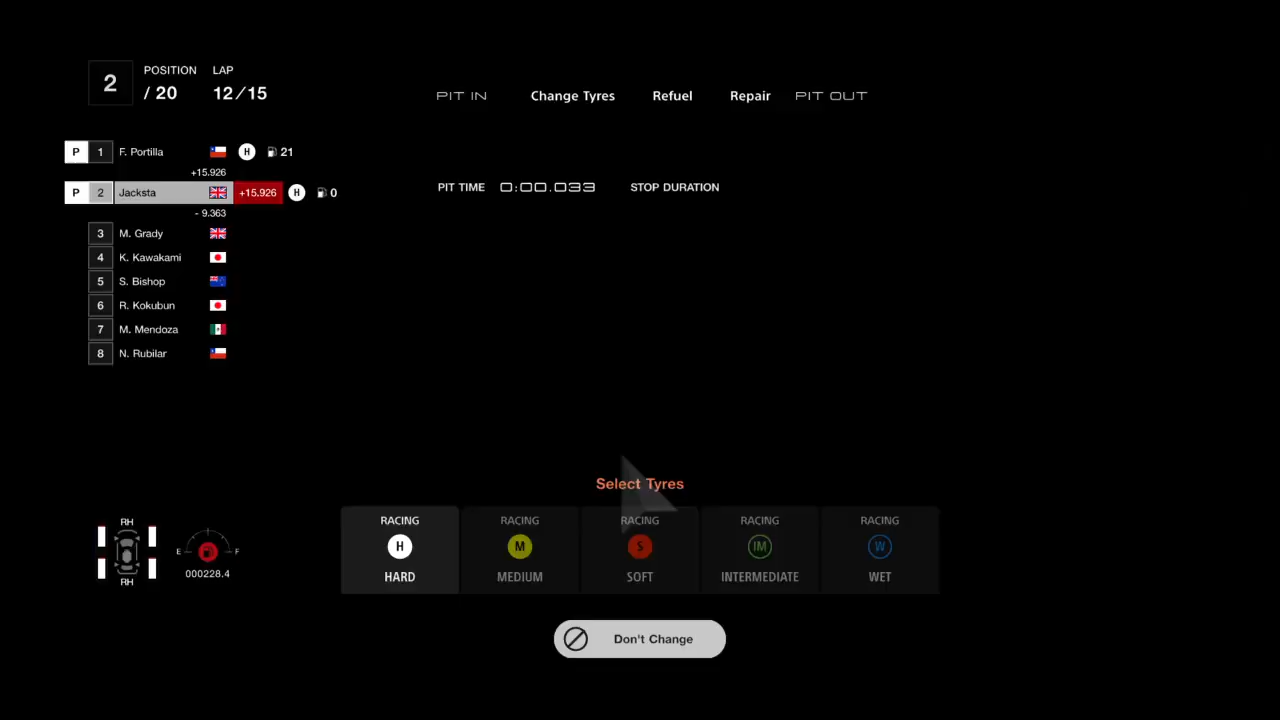 2 POSITION / 20 LAP 12/15
PIT IN Change Tyres Refuel Repair PIT OUT
P 1 F. Portilla H 21
+15.926
P 2 Jacksta +15.926 H 0
- 9.363
3 M. Grady
4 K. Kawakami
5 S. Bishop
6 R. Kokubun
7 M. Mendoza
8 N. Rubilar
PIT TIME 0:00.033 STOP DURATION
Select Tyres
RACING H HARD
RACING M MEDIUM
RACING S SOFT
RACING IM INTERMEDIATE
RACING W WET
RH
RH
E F
000228.4
Don't Change